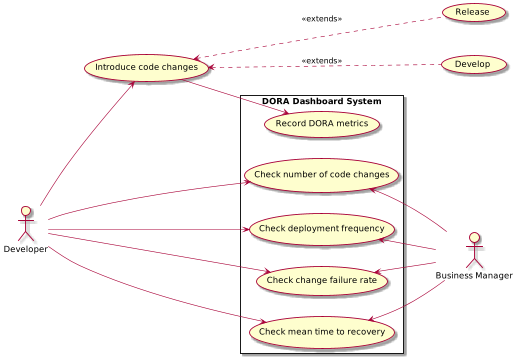 Release
«extends»
Introduce code changes
«extends»
Develop
DORA Dashboard System
Record DORA metrics
Check number of code changes
Check deployment frequency
Developer
Business Manager
Check change failure rate
Check mean time to recovery